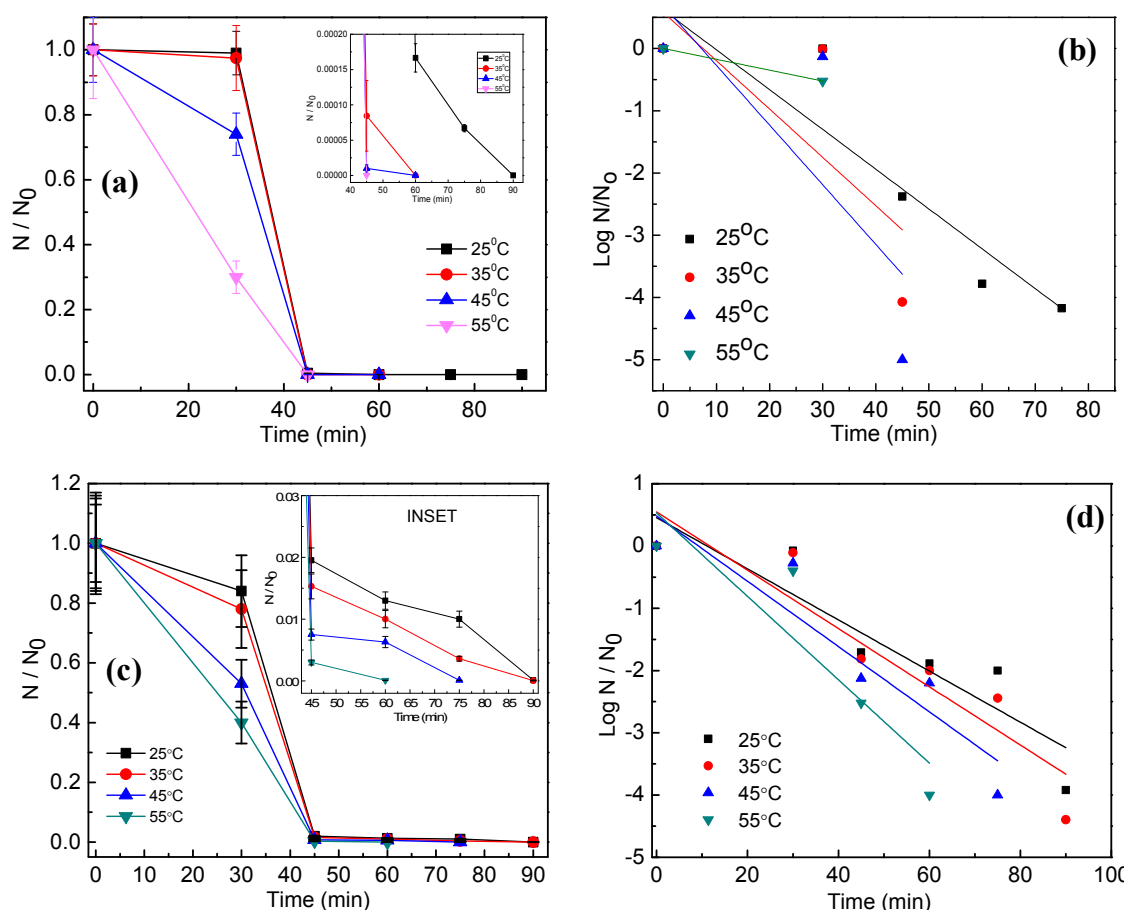 (a)
N / N0
1.0
0.8
0.6
0.4
0.2
0.0
0 20 40 60 80
Time (min)
25⁰C
35⁰C
45⁰C
55⁰C
N / N0
0.00020
0.00015
0.00010
0.00005
0.00000
40 50 60 70 80 90
Time (min)
25°C
35°C
45°C
55°C
(b)
Log N/No
0
-1
-2
-3
-4
-5
0 10 20 30 40 50 60 70 80
Time (min)
25⁰C
35⁰C
45⁰C
55⁰C
(c)
N / N0
1.2
1.0
0.8
0.6
0.4
0.2
0.0
0 10 20 30 40 50 60 70 80 90
Time (min)
25°C
35°C
45°C
55°C
INSET
N / N0
0.03
0.02
0.01
0.00
45 50 55 60 65 70 75 80 85 90
Time (min)
(d)
Log N / N0
1
0
-1
-2
-3
-4
-5
0 20 40 60 80 100
Time (min)
25°C
35°C
45°C
55°C